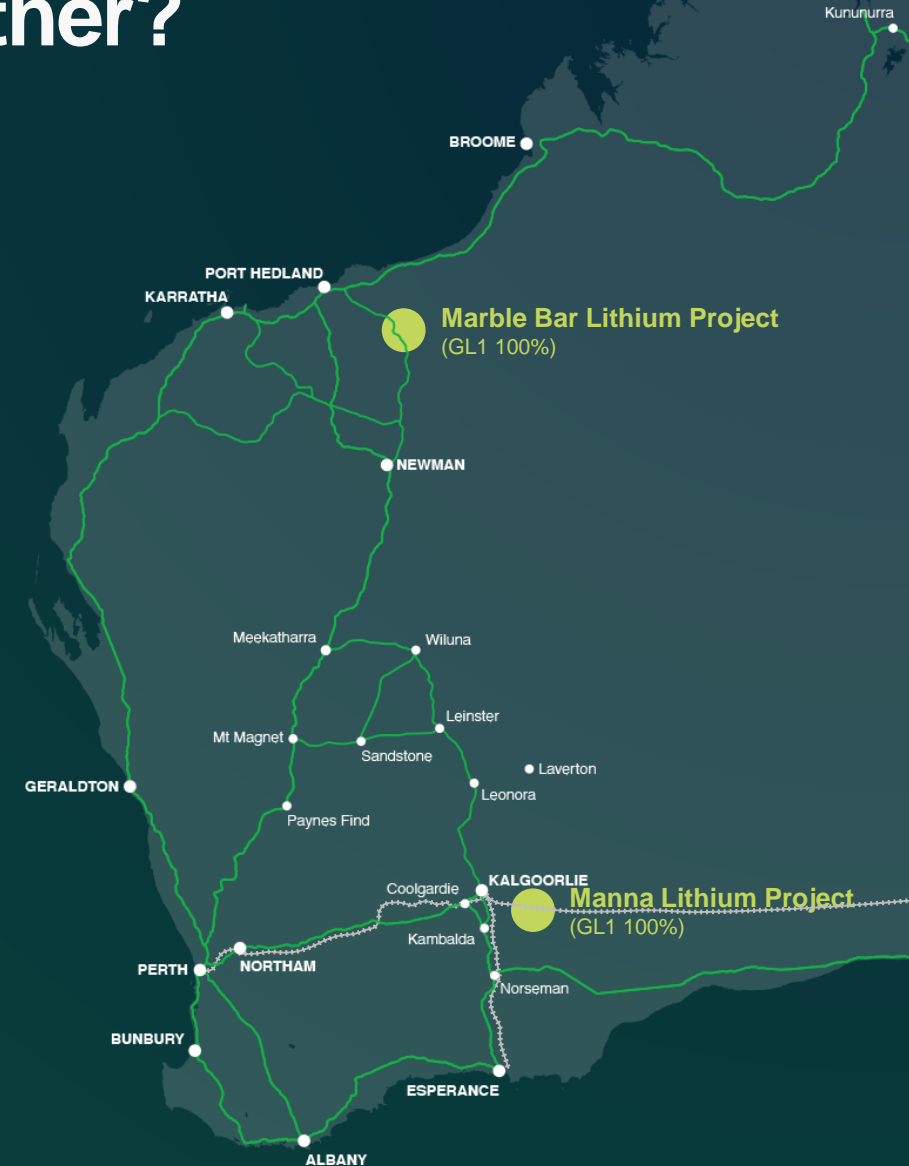 ther?
Kununurra
BROOME
PORT HEDLAND
KARRATHA
Marble Bar Lithium Project
(GL1 100%)
NEWMAN
Meekatharra
Wiluna
Leinster
Mt Magnet
Sandstone
Laverton
GERALDTON
Leonora
Paynes Find
KALGOORLIE
Coolgardie
Manna Lithium Project
(GL1 100%)
Kambalda
NORTHAM
PERTH
Norseman
BUNBURY
ESPERANCE
ALBANY